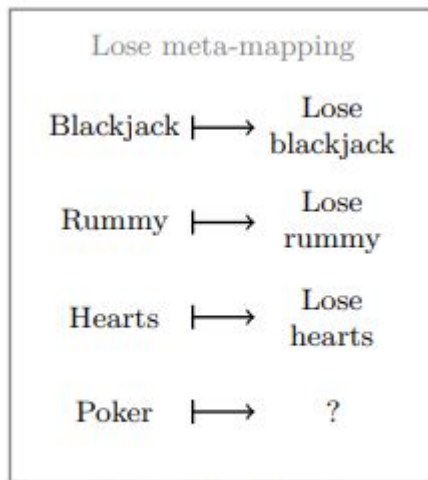 Lose meta-mapping
Lose
Blackjack
blackjack
Lose
Rummy
rummy
Lose
Hearts
hearts
Poker ?